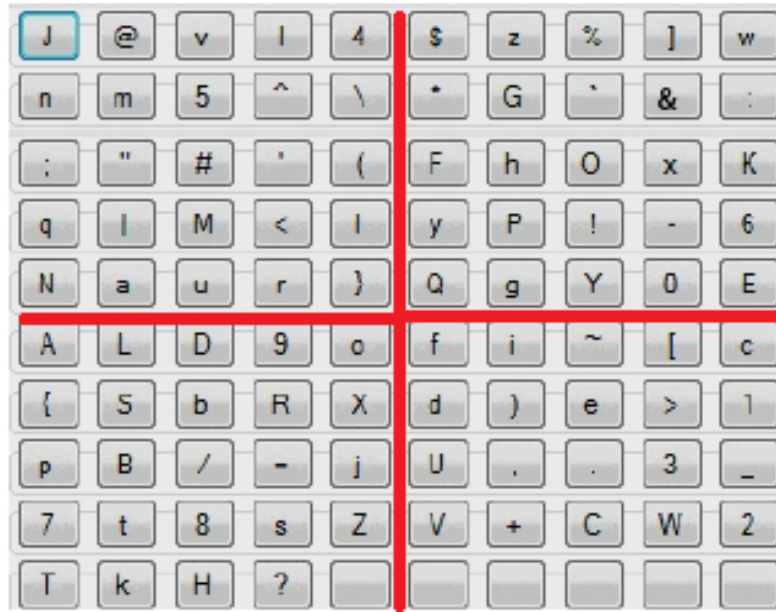 J @ v l 4 $ z % ] w
n m 5 ^ \ * G ` & :
; " # ' ( F h O x K
q | M < I y P ! - 6
N a u r } Q g Y 0 E
A L D 9 o f i ~ [ c
{ S b R X d ) e > 1
p B / = j U , . 3 _
7 t 8 s Z V + C W 2
T k H ?